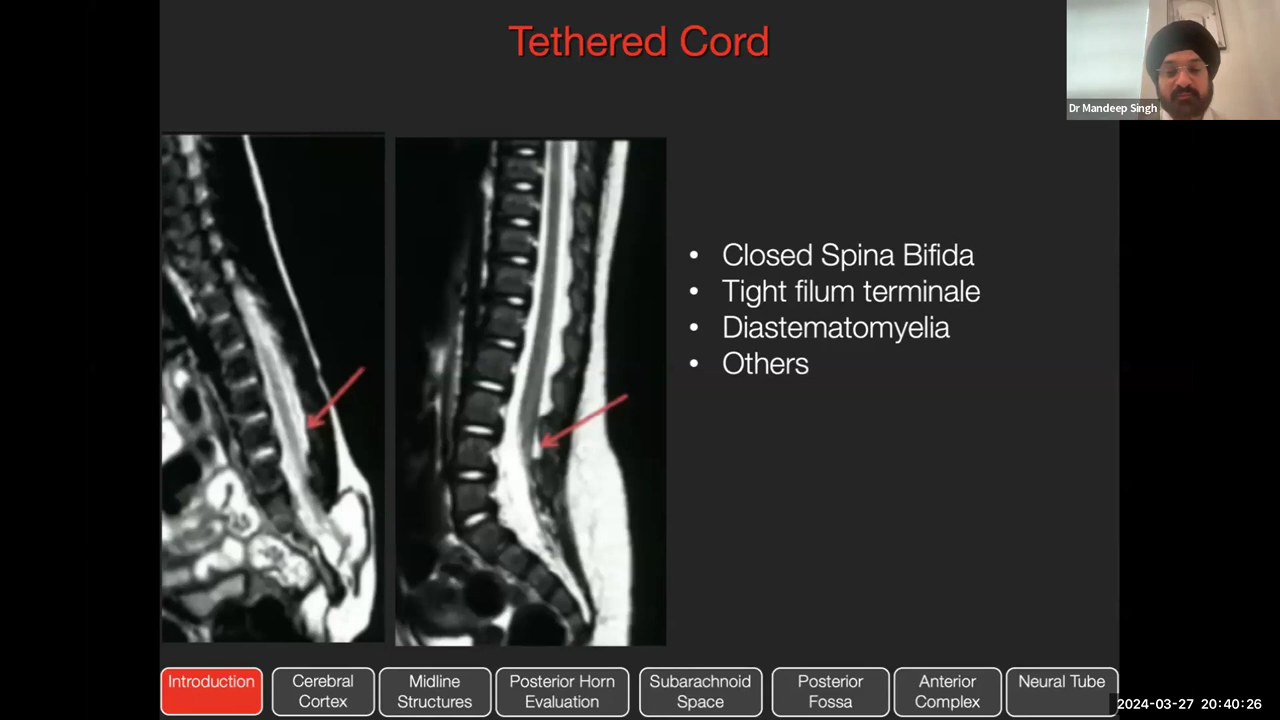 Tethered Cord
Dr Mandeep Singh
• Closed Spina Bifida
• Tight filum terminale
• Diastematomyelia
• Others
Introduction
Cerebral
Cortex
Midline
Structures
Posterior Horn
Evaluation
Subarachnoid
Space
Posterior
Fossa
Anterior
Complex
Neural Tube
2024-03-27 20:40:26